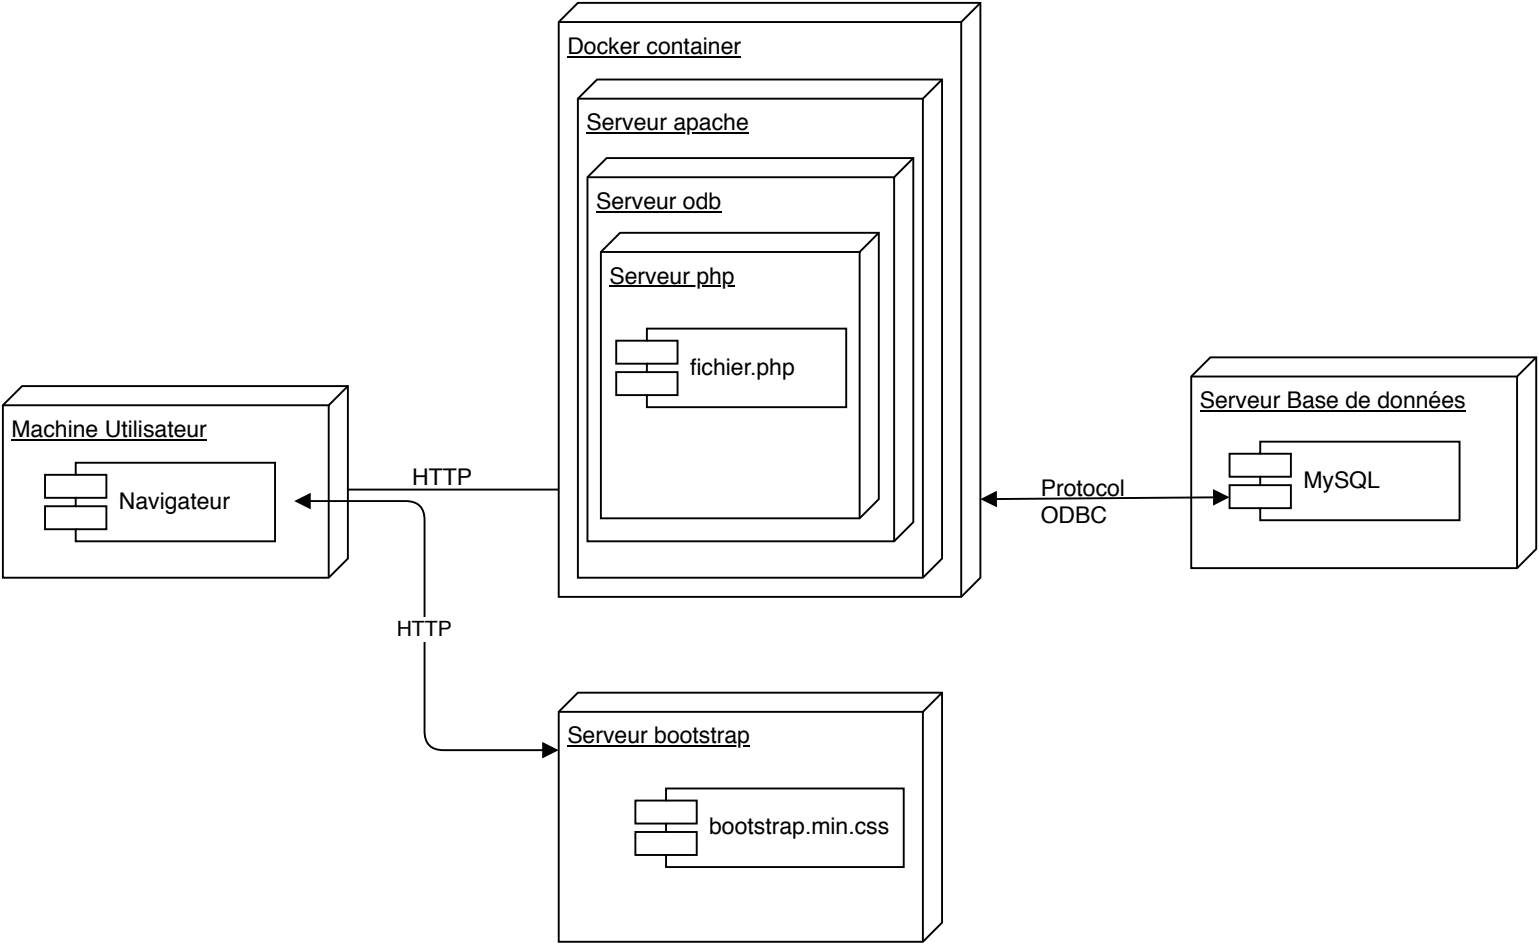 Docker container
Serveur apache
Serveur odb
Serveur php
fichier.php
Machine Utilisateur
Navigateur
HTTP
Serveur Base de données
MySQL
Protocol
ODBC
HTTP
Serveur bootstrap
bootstrap.min.css